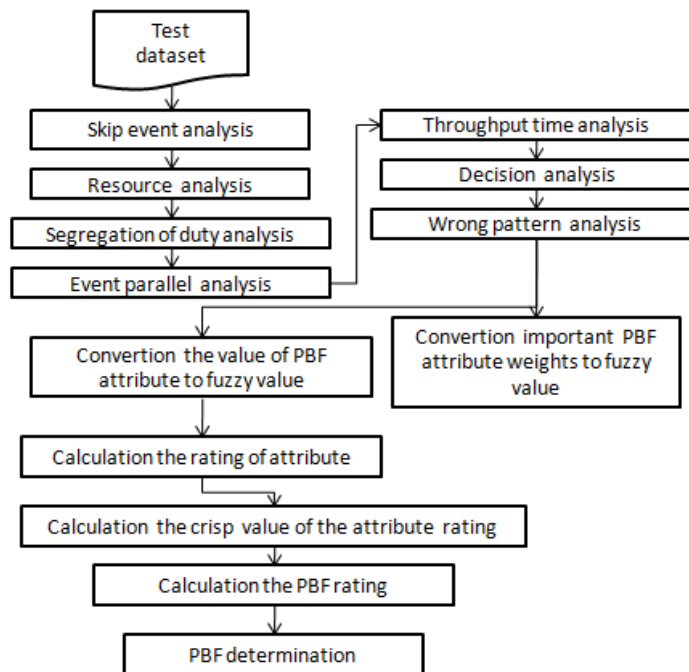 Test
dataset
Skip event analysis
Resource analysis
Segregation of duty analysis
Event parallel analysis
Throughput time analysis
Decision analysis
Wrong pattern analysis
Convertion the value of PBF
attribute to fuzzy value
Convertion important PBF
attribute weights to fuzzy
value
Calculation the rating of attribute
Calculation the crisp value of the attribute rating
Calculation the PBF rating
PBF determination